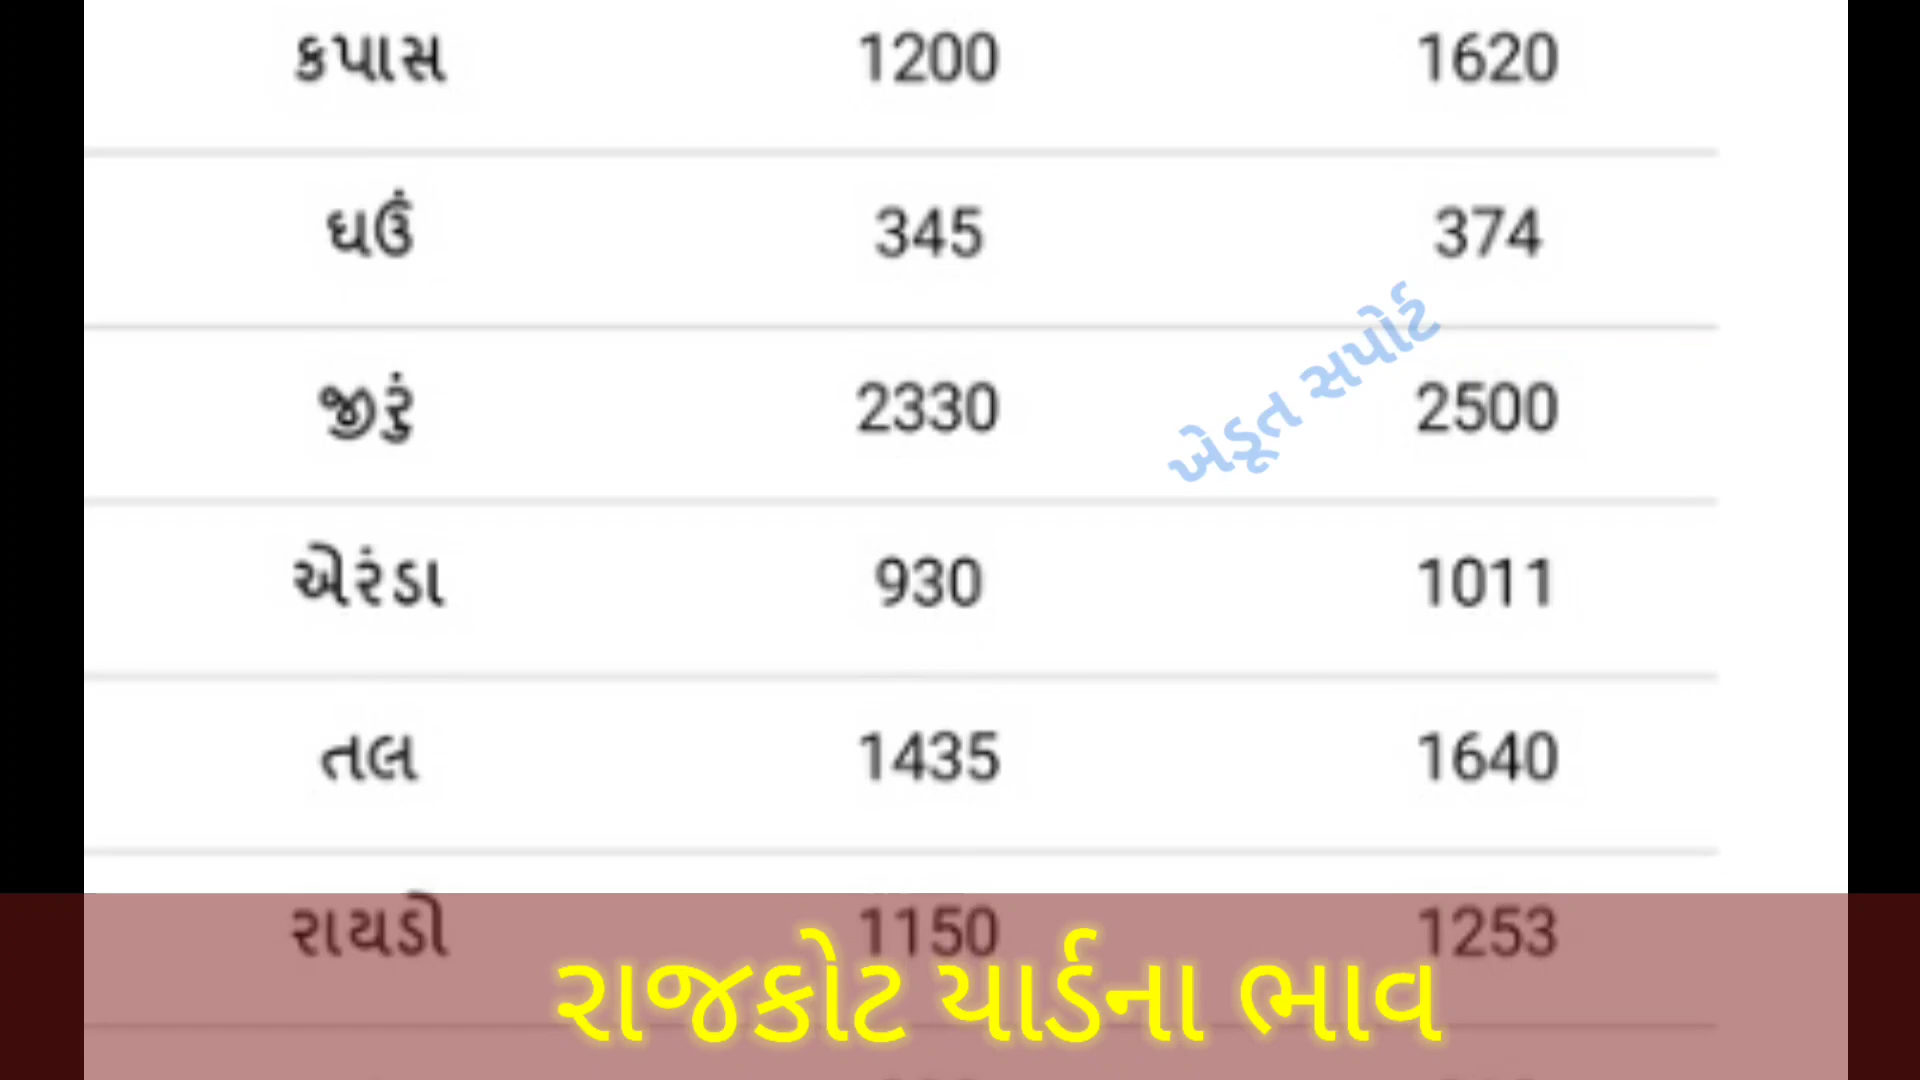 કપાસ 1200 1620
ઘઉં 345 374
જીરું 2330 2500
ખેડૂત સપોર્ટ
એરંડા 930 1011
તલ 1435 1640
રાયડો 1150 1253
રાજકોટ યાર્ડના ભાવ